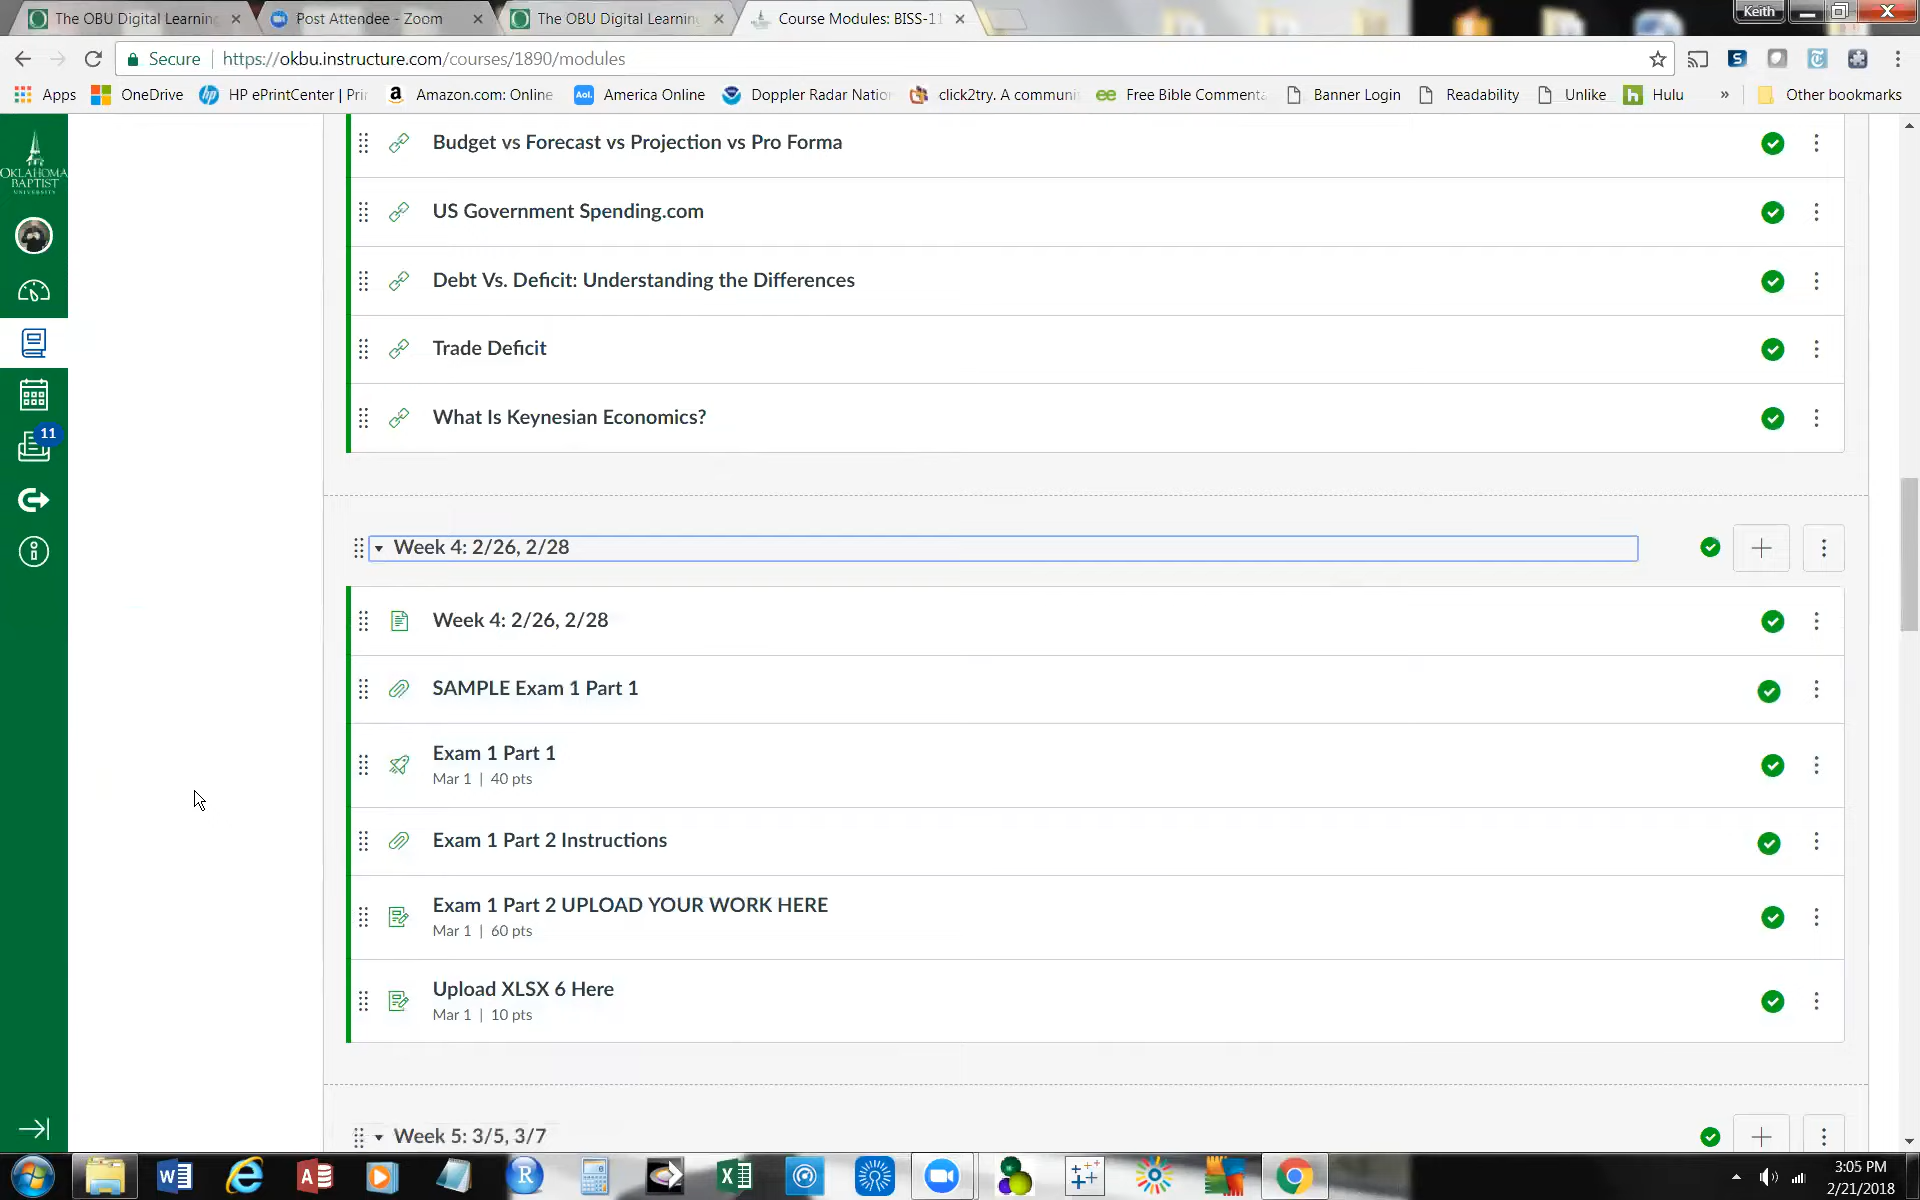 The OBU Digital Learning
Post Attendee - Zoom
The OBU Digital Learning
Course Modules: BISS-11
Keith
Secure
https://okbu.instructure.com/courses/1890/modules
Apps
OneDrive
HP ePrintCenter | Pri
Amazon.com: Online
America Online
Doppler Radar Natio
click2try. A communi
Free Bible Commenta
Banner Login
Readability
Unlike
Hulu
»
Other bookmarks
OKLAHOMA
BAPTIST
UNIVERSITY
11
Budget vs Forecast vs Projection vs Pro Forma
US Government Spending.com
Debt Vs. Deficit: Understanding the Differences
Trade Deficit
What Is Keynesian Economics?
Week 4: 2/26, 2/28
Week 4: 2/26, 2/28
SAMPLE Exam 1 Part 1
Exam 1 Part 1
Mar 1 | 40 pts
Exam 1 Part 2 Instructions
Exam 1 Part 2 UPLOAD YOUR WORK HERE
Mar 1 | 60 pts
Upload XLSX 6 Here
Mar 1 | 10 pts
Week 5: 3/5, 3/7
3:05 PM
2/21/2018